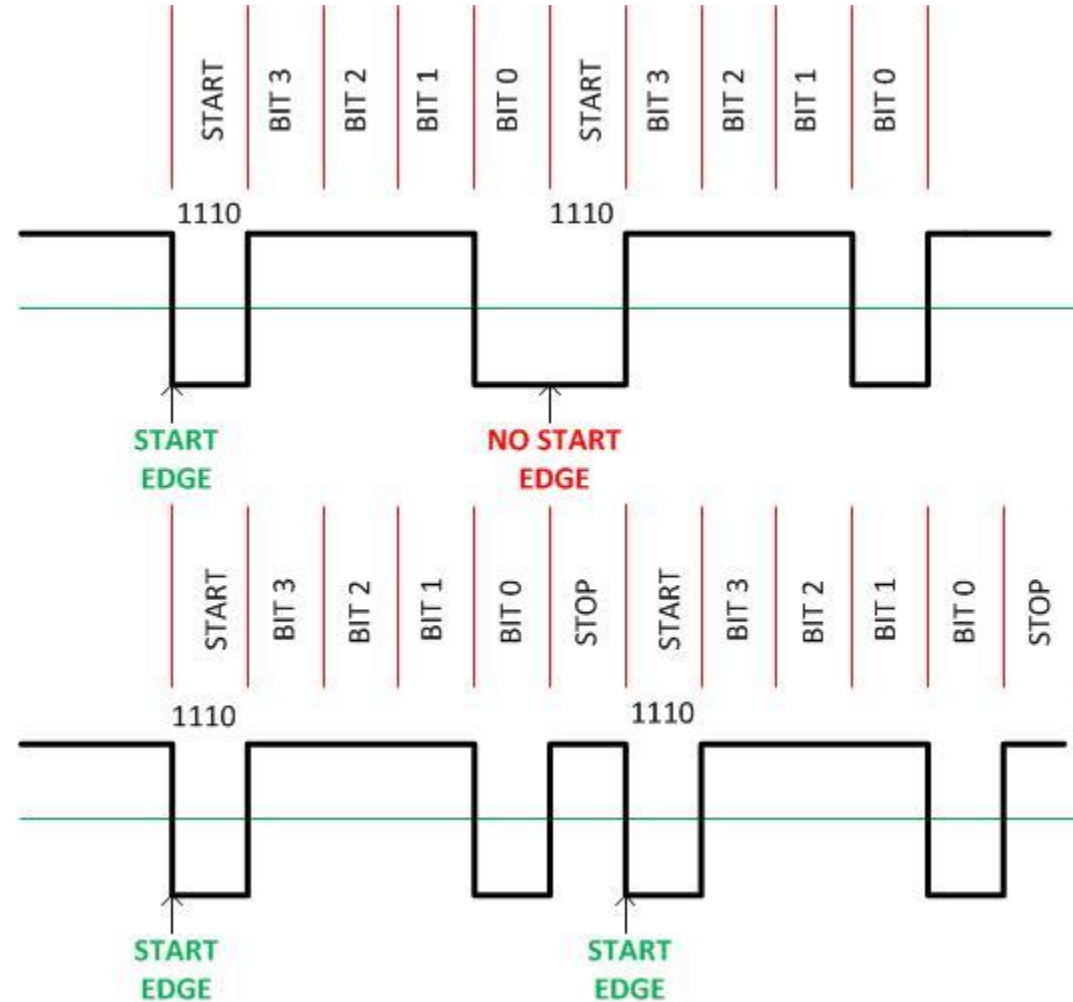 START
BIT 3
BIT 2
BIT 1
BIT 0
START
BIT 3
BIT 2
BIT 1
BIT 0
1110
1110
START
EDGE
NO START
EDGE
START
BIT 3
BIT 2
BIT 1
BIT 0
STOP
START
BIT 3
BIT 2
BIT 1
BIT 0
STOP
1110
1110
START
EDGE
START
EDGE